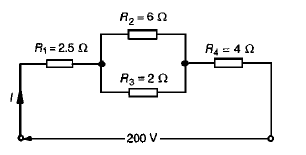 R₂ = 6 Ω
R₁ = 2.5 Ω
R₄ = 4 Ω
R₃ = 2 Ω
I
200 V